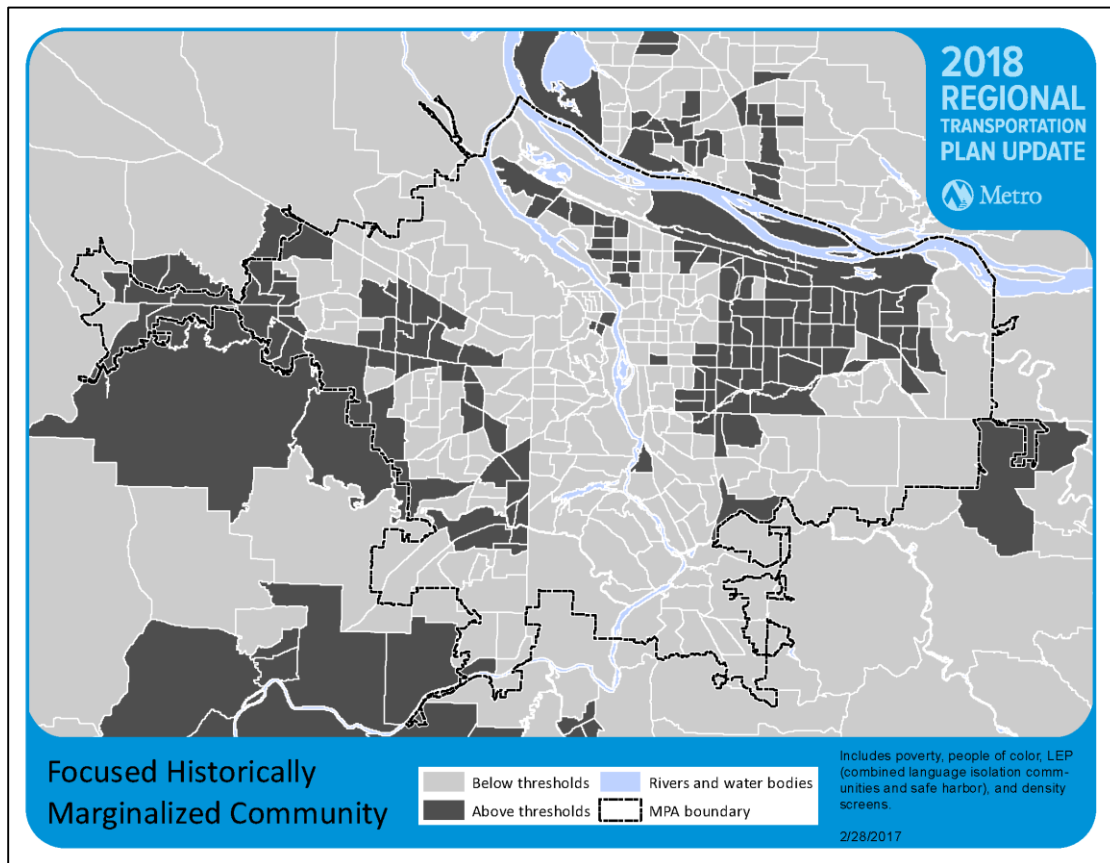 2018
REGIONAL
TRANSPORTATION
PLAN UPDATE
Metro
Focused Historically
Marginalized Community
Below thresholds
Above thresholds
Rivers and water bodies
MPA boundary
Includes poverty, people of color, LEP
(combined language isolation comm-
unities and safe harbor), and density
screens.
2/28/2017